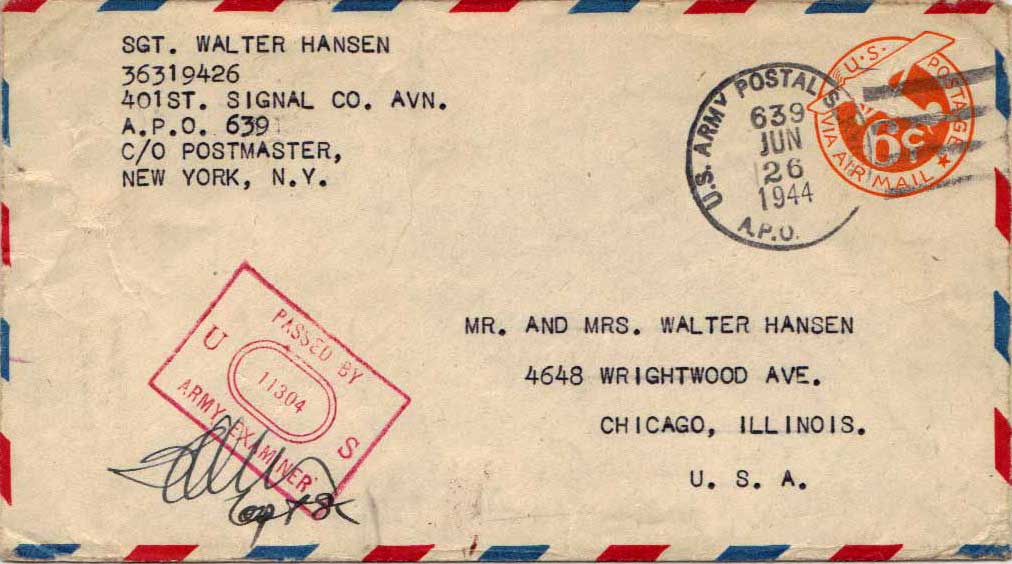 SGT. WALTER HANSEN
36319426
401ST. SIGNAL CO. AVN.
A.P.O. 639
C/O POSTMASTER,
NEW YORK, N.Y.
U.S. ARMY POSTAL
639
JUN
26
1944
A.P.O.
U.S. POSTAGE
6¢
VIA AIR MAIL
PASSED BY
U S
11304
ARMY EXAMINER
MR. AND MRS. WALTER HANSEN
4648 WRIGHTWOOD AVE.
CHICAGO, ILLINOIS.
U. S. A.